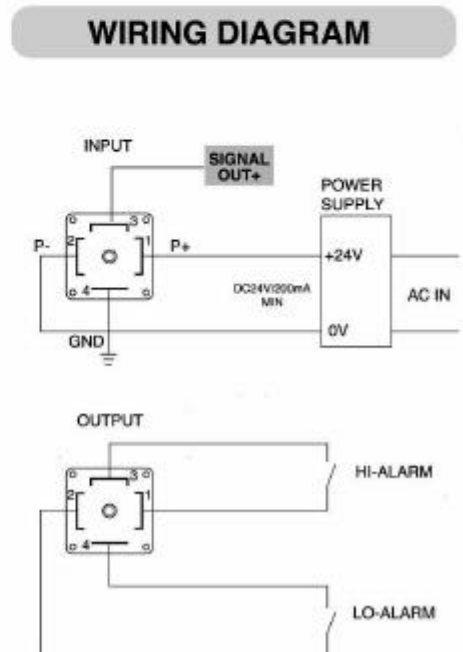 WIRING DIAGRAM
INPUT
SIGNAL
OUT+
POWER
SUPPLY
3
P-
2
1
P+
+24V
DC24V/200mA
MIN
AC IN
4
GND
0V
OUTPUT
3
HI-ALARM
2
1
4
LO-ALARM